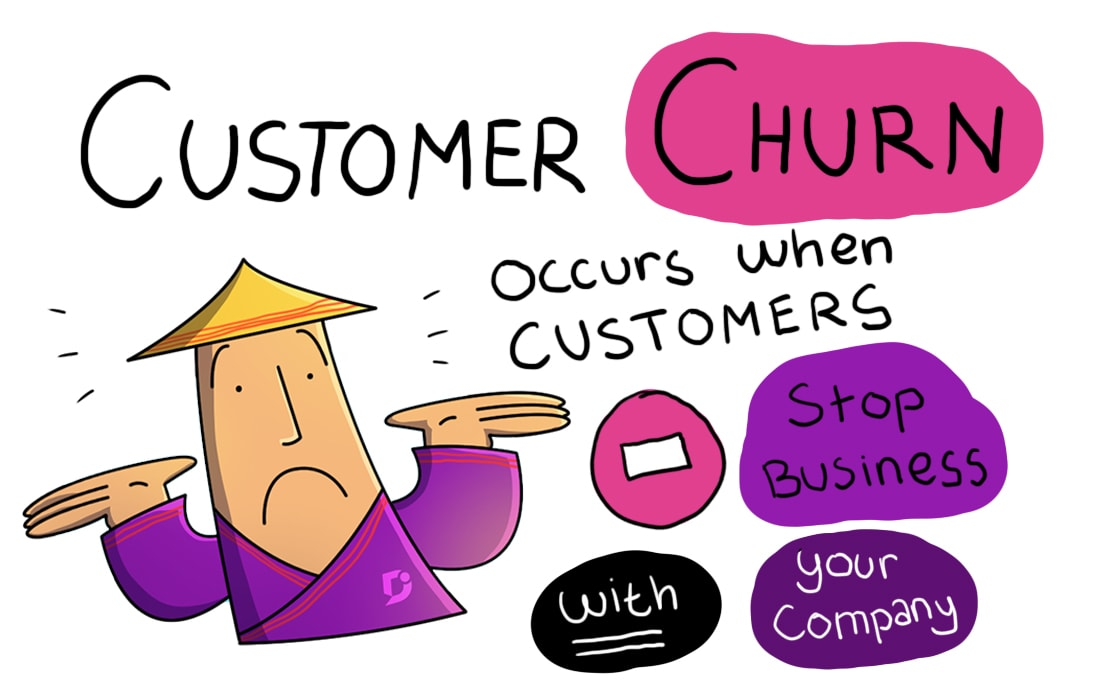 CUSTOMER CHURN
OCCURS when
CUSTOMERS
Stop
BUSINESS
with
your
Company